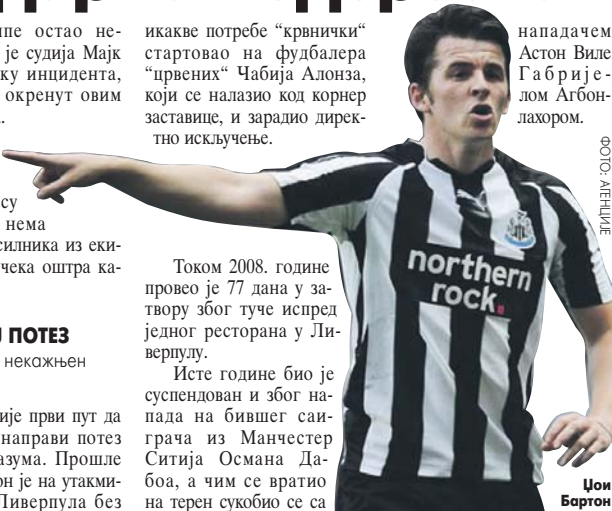 пе остао не-
је судија Мајк
ку инцидента,
окренут овим
су
нема
силника из еки-
чека оштра ка-
ПОТЕЗ
некажњен
ије први пут да
направи потез
азума. Прошле
он је на утакми-
Ливерпула без
икакве потребе “крвнички”
стартовао на фудбалера
“црвених” Чабија Алонза,
који се налазио код корнер
заставице, и зарадио дирек-
тно искључење.
Током 2008. године
провео је 77 дана у за-
твору због туче испред
једног ресторана у Ли-
верпулу.
Исте године био је
суспендован и због на-
пада на бившег саи-
грача из Манчестер
Ситија Османа Да-
боа, а чим се вратио
на терен сукобио се са
нападачем
Астон Виле
Габрије-
лом Агбон-
лахором.
ФОТО: АГЕНЦИЈЕ
northern
rock.
Џои
Бартон